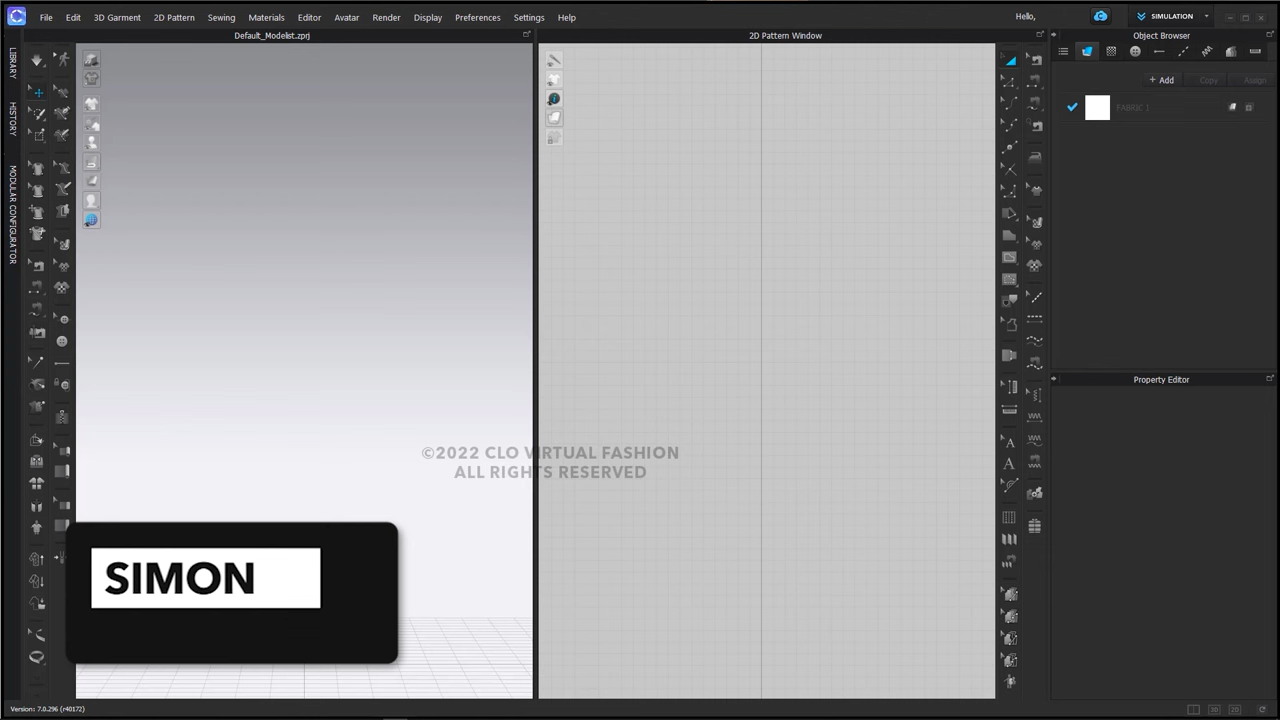 File Edit 3D Garment 2D Pattern Sewing Materials Editor Avatar Render Display Preferences Settings Help
Hello,
SIMULATION
Default_Modelist.zprj
2D Pattern Window
Object Browser
LIBRARY
HISTORY
MODULAR CONFIGURATOR
+ Add
Copy
Assign
FABRIC 1
Property Editor
©2022 CLO VIRTUAL FASHION
ALL RIGHTS RESERVED
SIMON
Version: 7.0.296 (r40172)
3D
2D